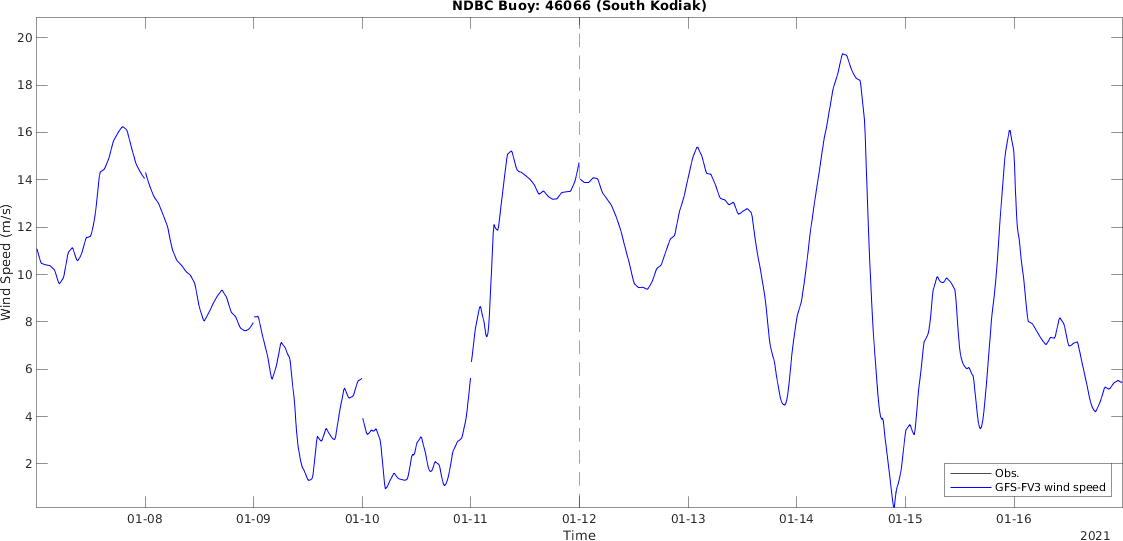 NDBC Buoy: 46066 (South Kodiak)
20
18
16
14
12
10
8
6
4
2
Wind Speed (m/s)
Obs.
GFS-FV3 wind speed
01-08 01-09 01-10 01-11 01-12 01-13 01-14 01-15 01-16
Time
2021